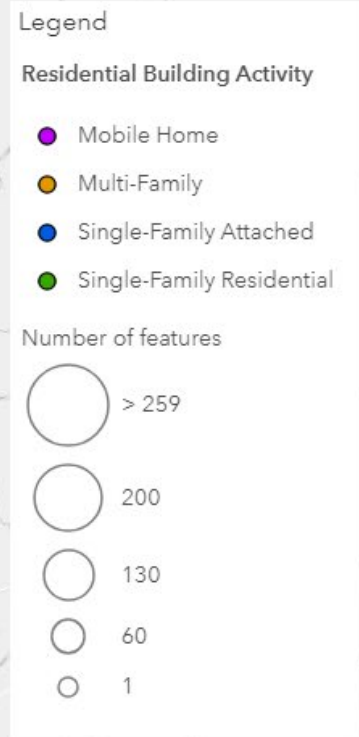 Legend
Residential Building Activity
Mobile Home
Multi-Family
Single-Family Attached
Single-Family Residential
Number of features
> 259
200
130
60
1